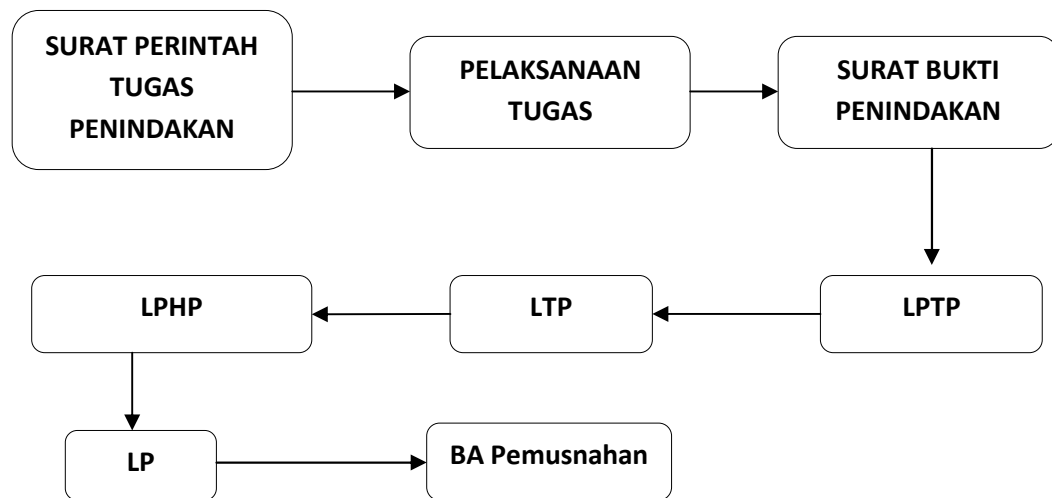 SURAT PERINTAH
TUGAS
PENINDAKAN
PELAKSANAAN
TUGAS
SURAT BUKTI
PENINDAKAN
LPTP
LTP
LPHP
LP
BA Pemusnahan